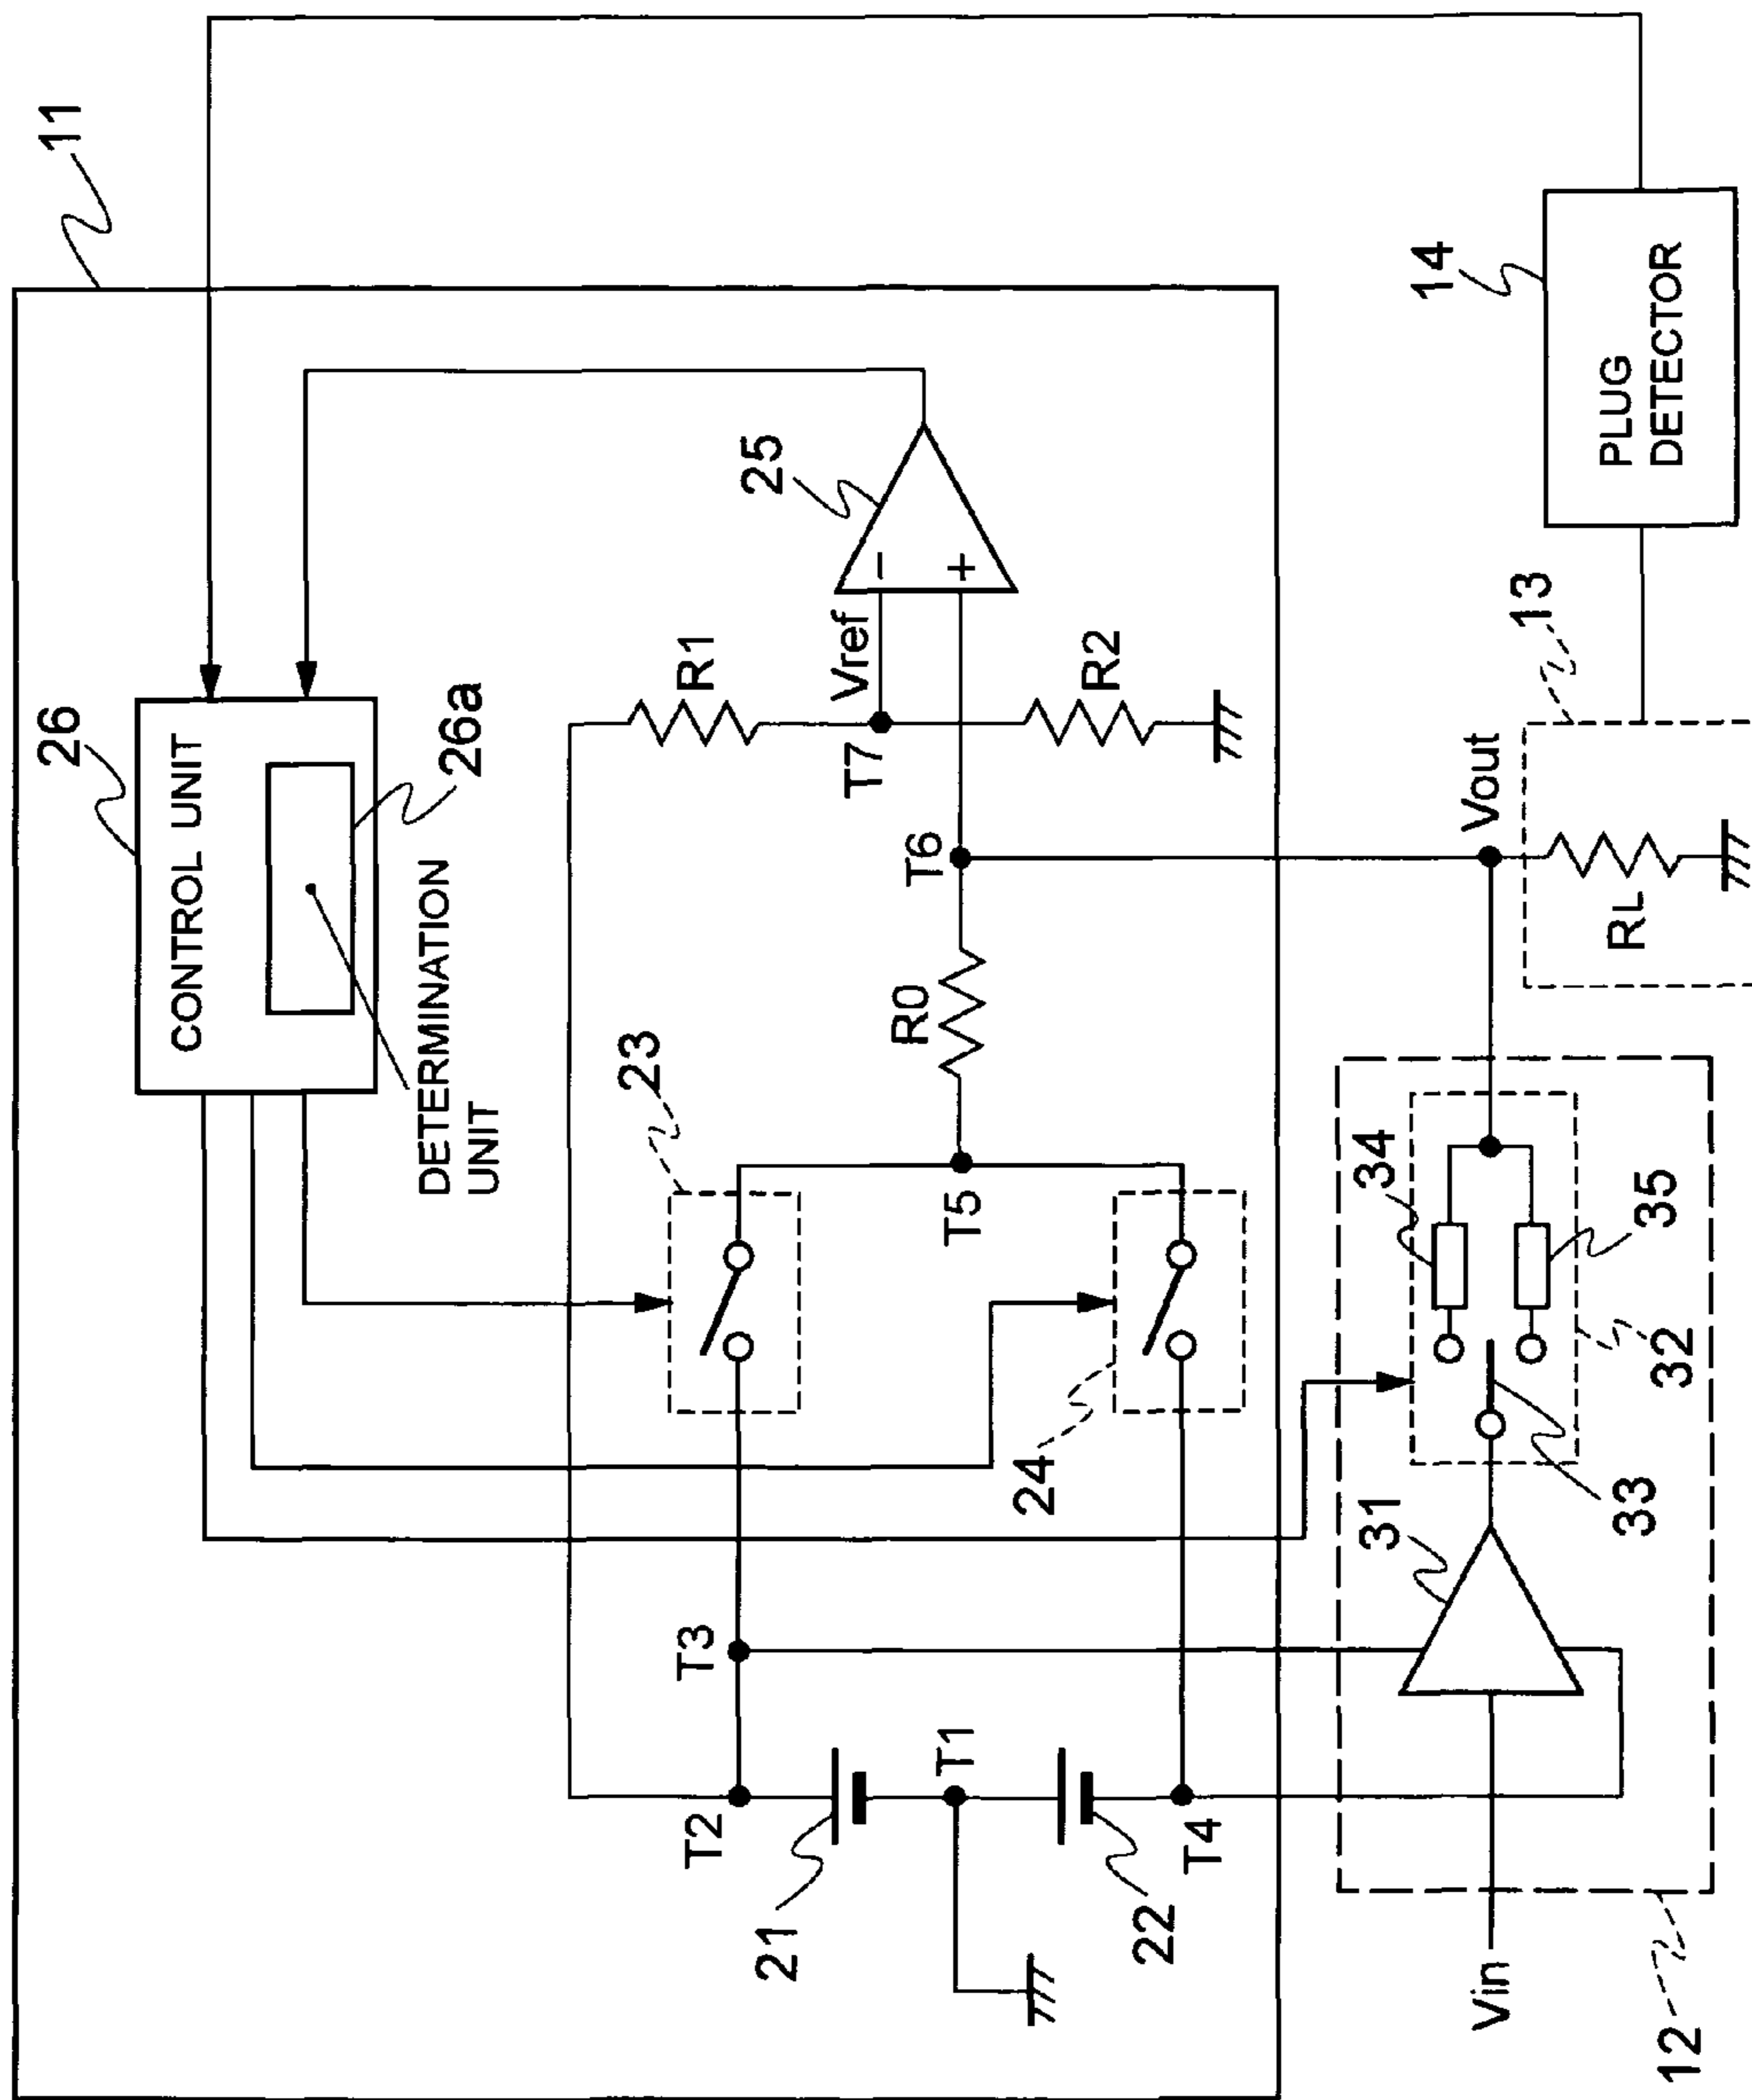 11
26
CONTROL UNIT
26a
DETERMINATION
UNIT
R1
25
Vref
−
+
T7
R2
T6
R0
23
T5
24
T3
T2
21
T1
22
T4
14
PLUG
DETECTOR
13
Vout
RL
34
35
32
33
31
Vin
12